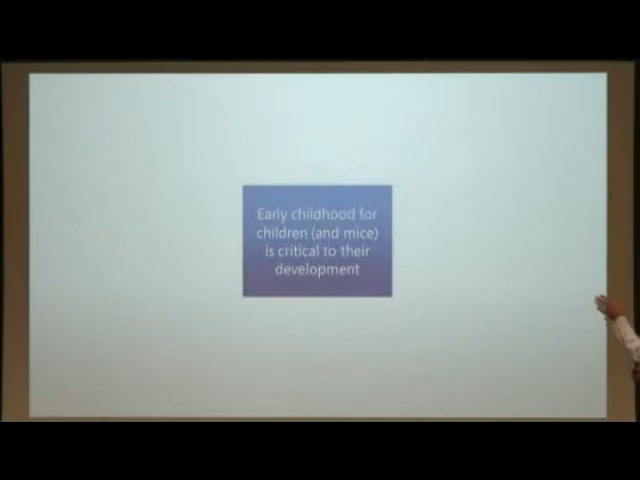 Early childhood for
children (and mice)
is critical to their
development